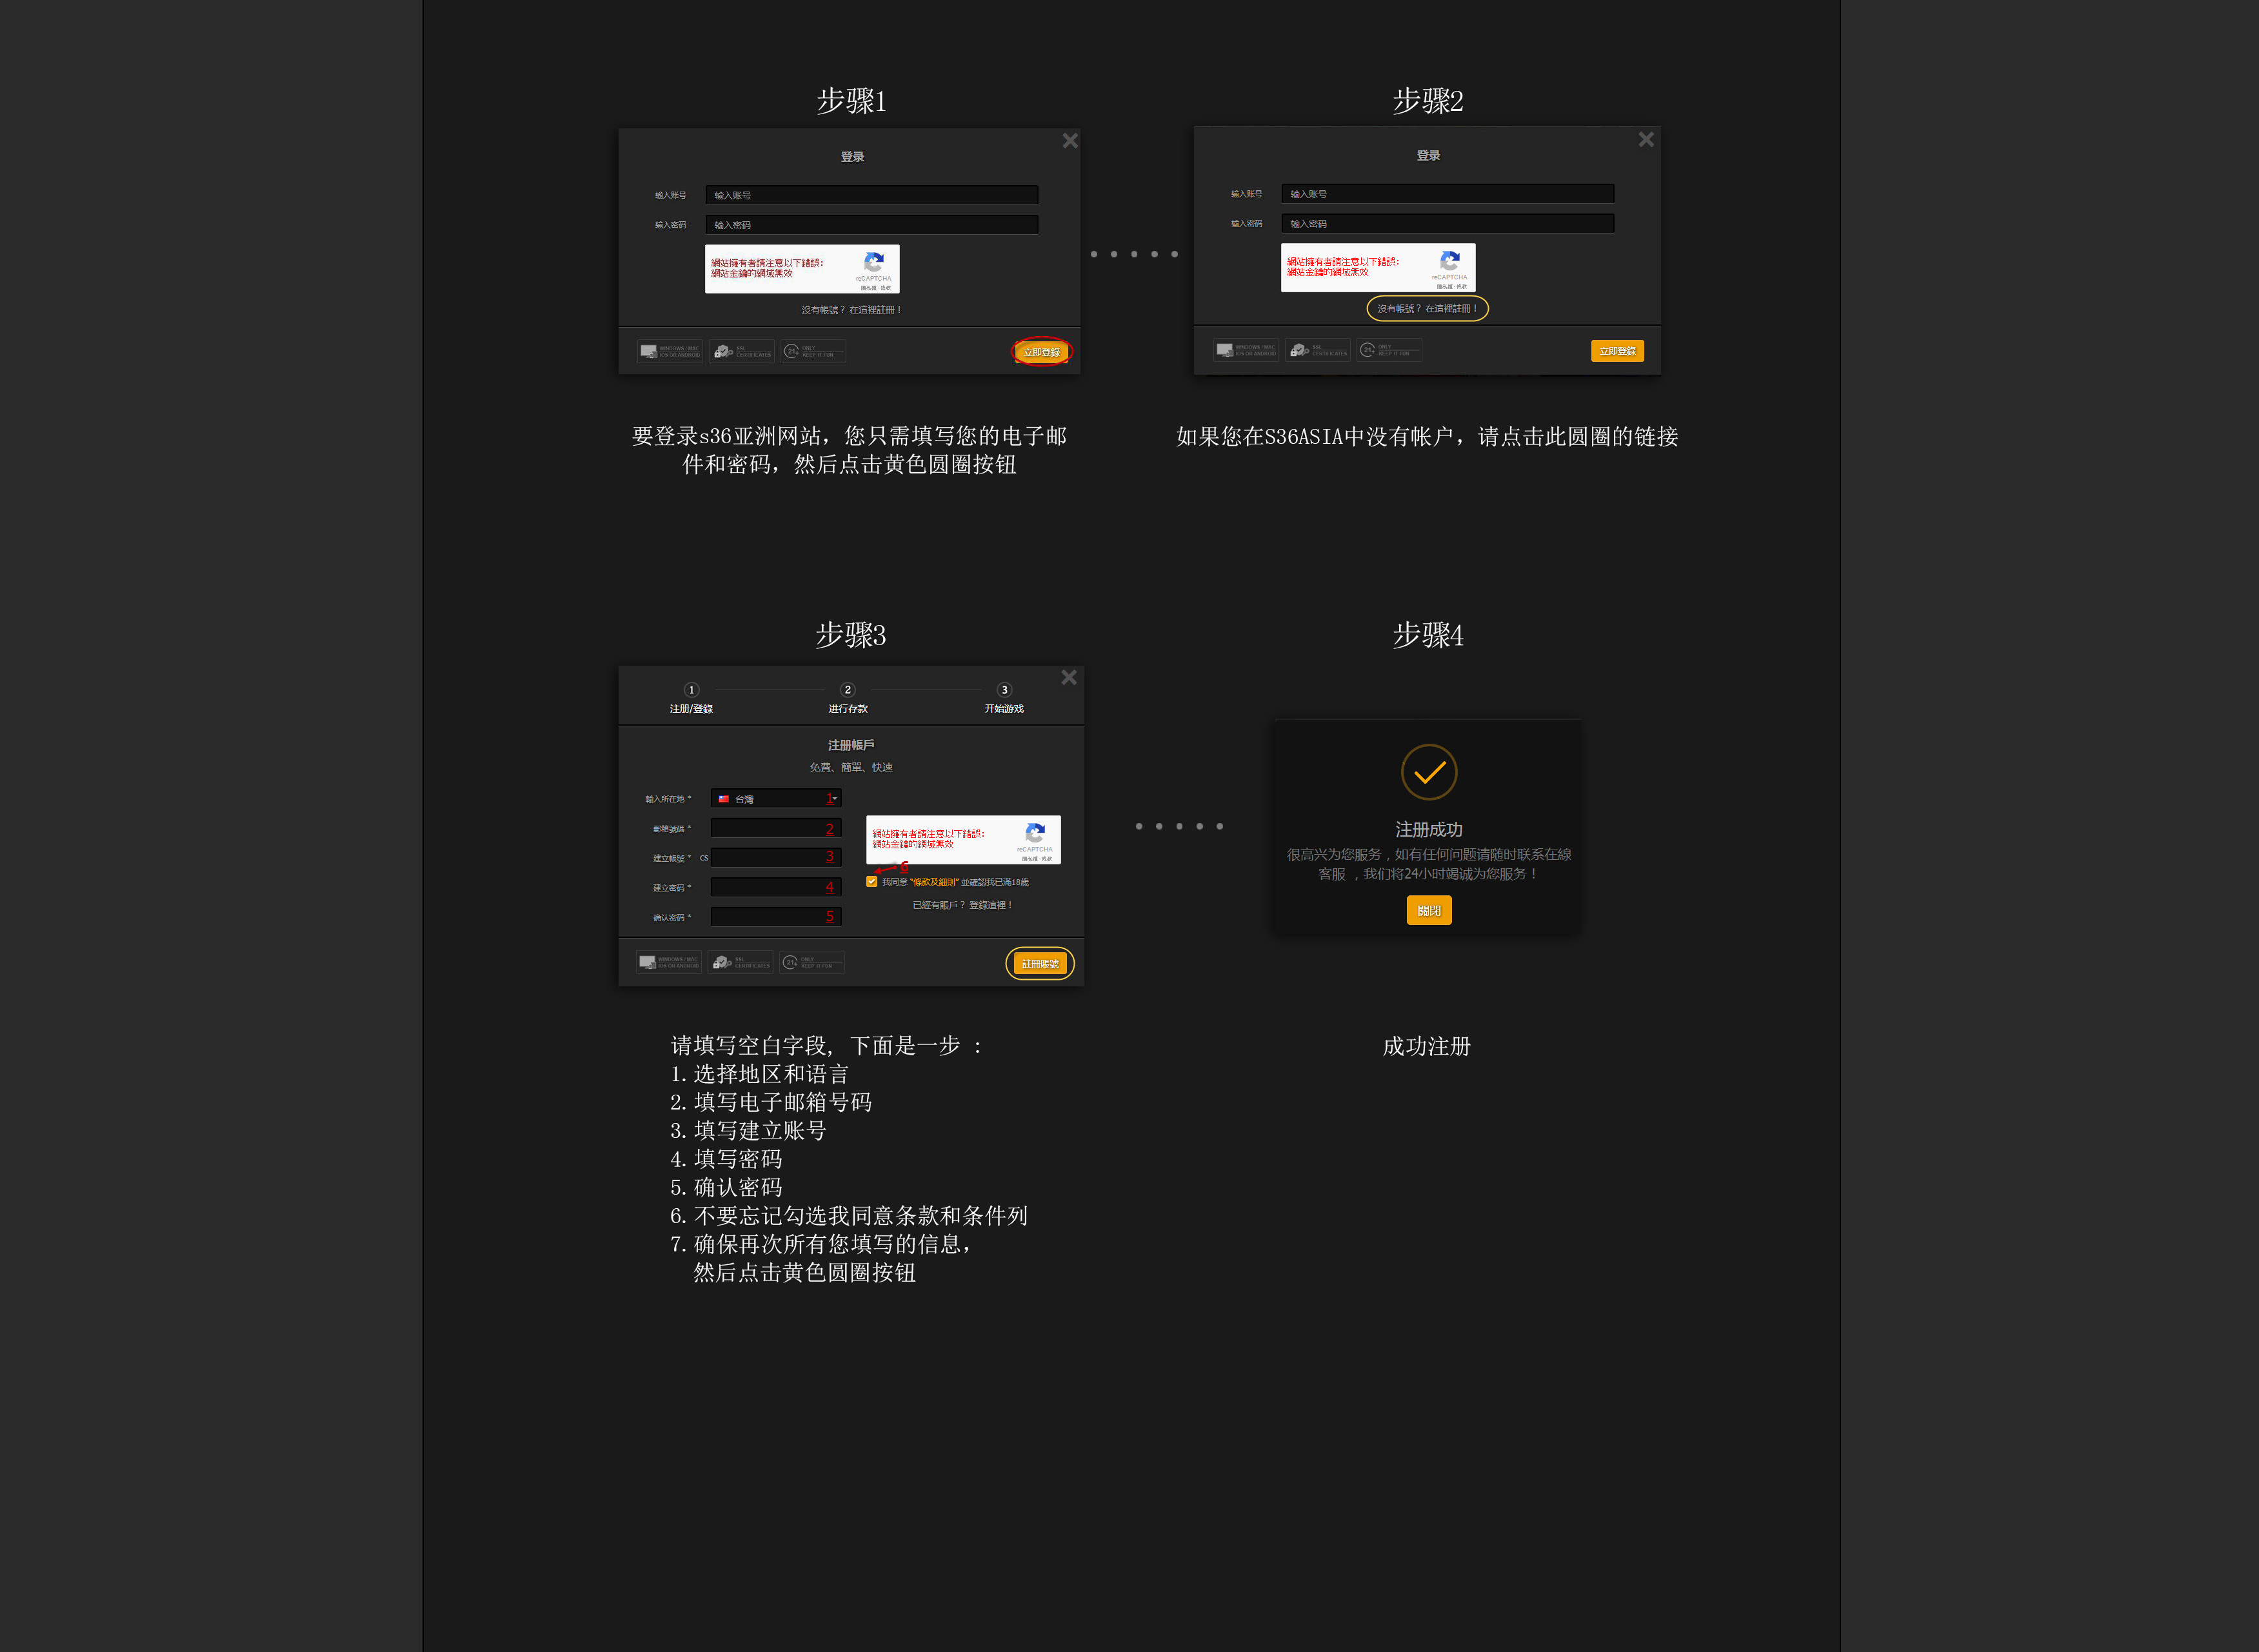 步骤1
登录
輸入账号 输入账号
输入密码 输入密码
網站擁有者請注意以下錯誤:
網站金鑰的網域無效
reCAPTCHA
隱私權 - 條款
沒有帳號？ 在這裡註冊！
WINDOWS / MAC
IOS OR ANDROID
SSL
CERTIFICATES
21+
ONLY
KEEP IT FUN
立即登錄
要登录s36亚洲网站，您只需填写您的电子邮
件和密码，然后点击黄色圆圈按钮
步骤2
登录
輸入账号 输入账号
输入密码 输入密码
網站擁有者請注意以下錯誤:
網站金鑰的網域無效
reCAPTCHA
隱私權 - 條款
沒有帳號？ 在這裡註冊！
WINDOWS / MAC
IOS OR ANDROID
SSL
CERTIFICATES
21+
ONLY
KEEP IT FUN
立即登錄
如果您在S36ASIA中没有帐户，请点击此圆圈的链接
步骤3
1 2 3
注册/登錄 进行存款 开始游戏
注册帳戶
免費、簡單、快速
輸入所在地 * 台灣 1
郵箱號碼 * 2
建立帳號 * CS 3
建立密码 * 4
确认密码 * 5
網站擁有者請注意以下錯誤:
網站金鑰的網域無效
reCAPTCHA
隱私權 - 條款
6
我同意 "條款及細則" 並確認我已滿18歲
已經有賬戶？ 登錄這裡！
WINDOWS / MAC
IOS OR ANDROID
SSL
CERTIFICATES
21+
ONLY
KEEP IT FUN
註冊賬號
请填写空白字段，下面是一步 ：
1.选择地区和语言
2.填写电子邮箱号码
3.填写建立账号
4.填写密码
5.确认密码
6.不要忘记勾选我同意条款和条件列
7.确保再次所有您填写的信息，
然后点击黄色圆圈按钮
步骤4
注册成功
很高兴为您服务，如有任何问题请随时联系在線
客服 ，我们将24小时竭诚为您服务！
關閉
成功注册